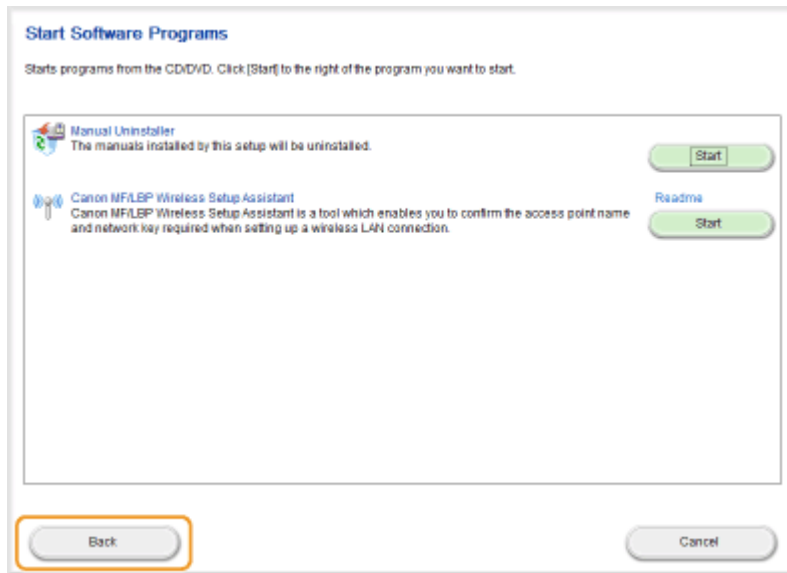 Start Software Programs
Starts programs from the CD/DVD. Click [Start] to the right of the program you want to start.
Manual Uninstaller
The manuals installed by this setup will be uninstalled.
Start
Canon MF/LBP Wireless Setup Assistant
Readme
Canon MF/LBP Wireless Setup Assistant is a tool which enables you to confirm the access point name
and network key required when setting up a wireless LAN connection.
Start
Back
Cancel